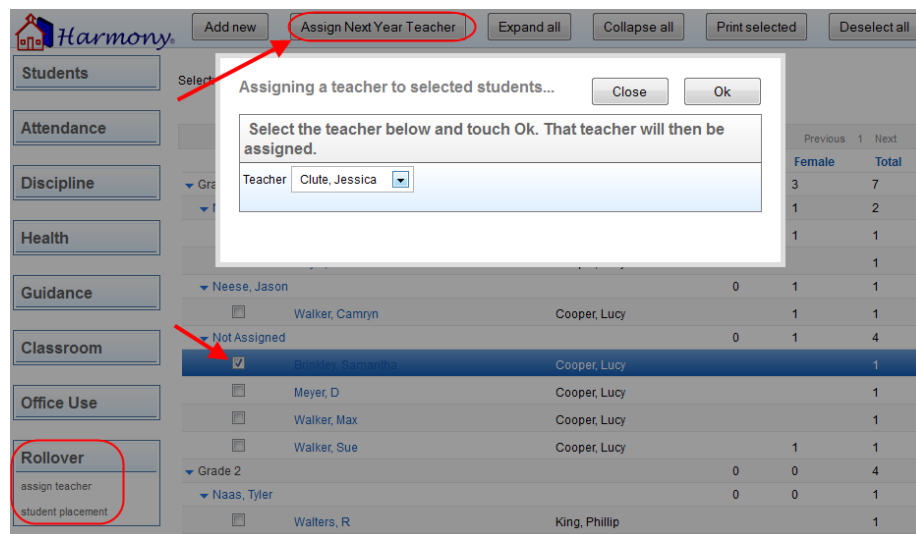 Harmony.
Add new
Assign Next Year Teacher
Expand all
Collapse all
Print selected
Deselect all
Students
Attendance
Discipline
Health
Guidance
Classroom
Office Use
Rollover
assign teacher
student placement
Select
Assigning a teacher to selected students...
Close
Ok
Select the teacher below and touch Ok. That teacher will then be
assigned.
Teacher Clute, Jessica
Previous 1 Next
Female Total
Gra 3 7
1 2
1 1
1
Neese, Jason 0 1 1
Walker, Camryn Cooper, Lucy 1 1
Not Assigned 0 1 4
Brinkley, Samantha Cooper, Lucy 1
Meyer, D Cooper, Lucy 1
Walker, Max Cooper, Lucy 1
Walker, Sue Cooper, Lucy 1 1
Grade 2 0 0 4
Naas, Tyler 0 0 1
Walters, R King, Phillip 1